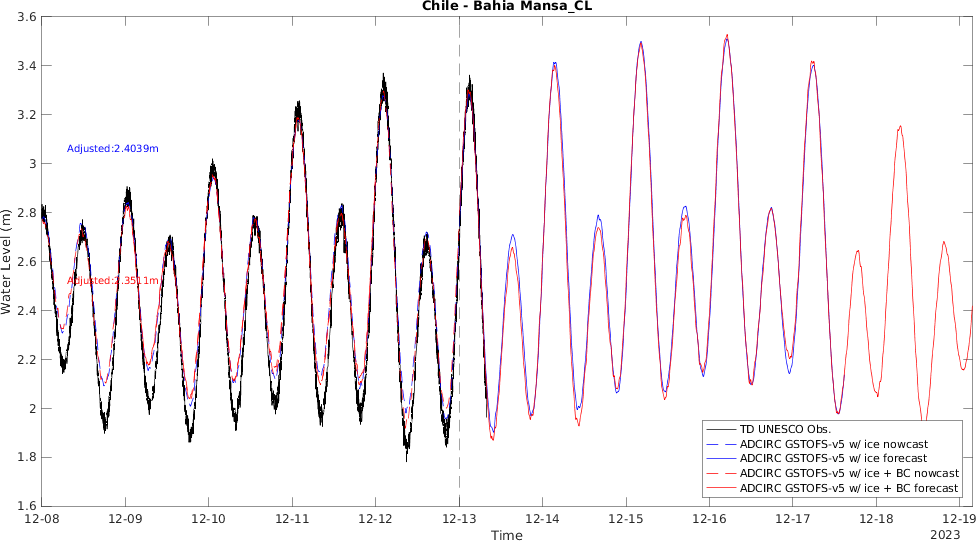 Chile - Bahia Mansa_CL
3.6
3.4
3.2
3
2.8
2.6
2.4
2.2
2
1.8
1.6
Water Level (m)
Adjusted:2.4039m
Adjusted:2.3511m
TD UNESCO Obs.
ADCIRC GSTOFS-v5 w/ ice nowcast
ADCIRC GSTOFS-v5 w/ ice forecast
ADCIRC GSTOFS-v5 w/ ice + BC nowcast
ADCIRC GSTOFS-v5 w/ ice + BC forecast
12-08 12-09 12-10 12-11 12-12 12-13 12-14 12-15 12-16 12-17 12-18 12-19
Time
2023